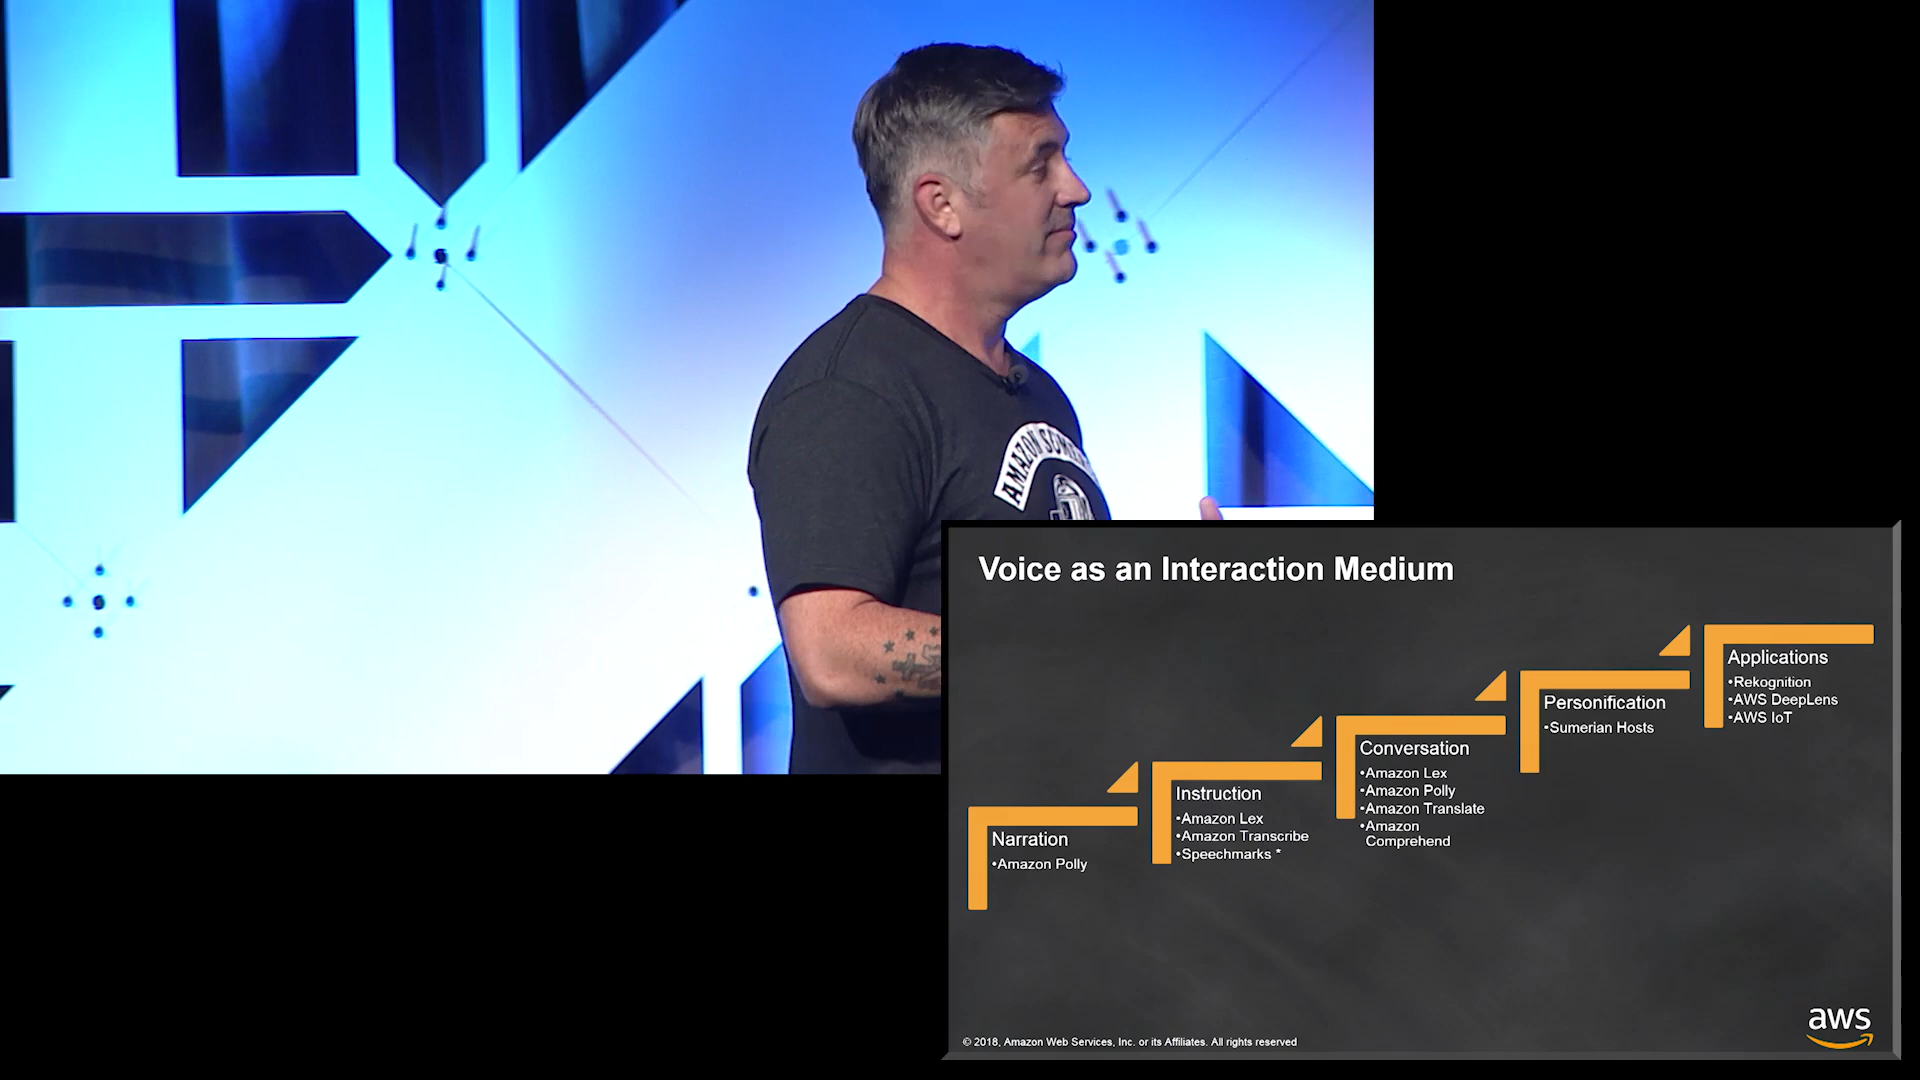 AMAZON
Voice as an Interaction Medium
Narration
•Amazon Polly
Instruction
•Amazon Lex
•Amazon Transcribe
•Speechmarks *
Conversation
•Amazon Lex
•Amazon Polly
•Amazon Translate
•Amazon
Comprehend
Personification
•Sumerian Hosts
Applications
•Rekognition
•AWS DeepLens
•AWS IoT
© 2018, Amazon Web Services, Inc. or its Affiliates. All rights reserved
aws